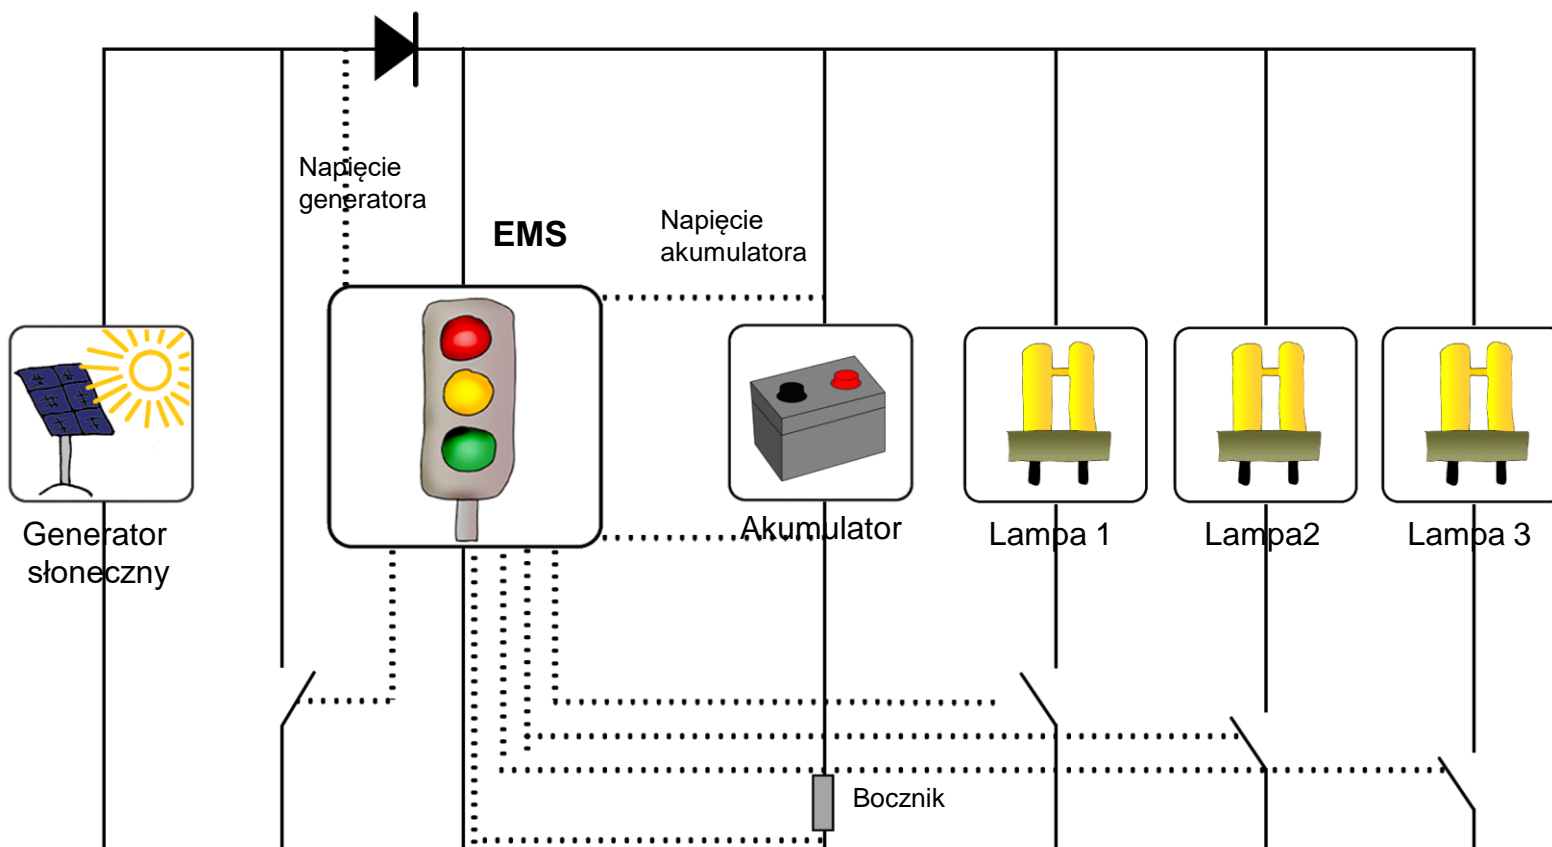 Napięcie
generatora
EMS
Napięcie
akumulatora
Generator
słoneczny
Akumulator
Lampa 1
Lampa2
Lampa 3
Bocznik